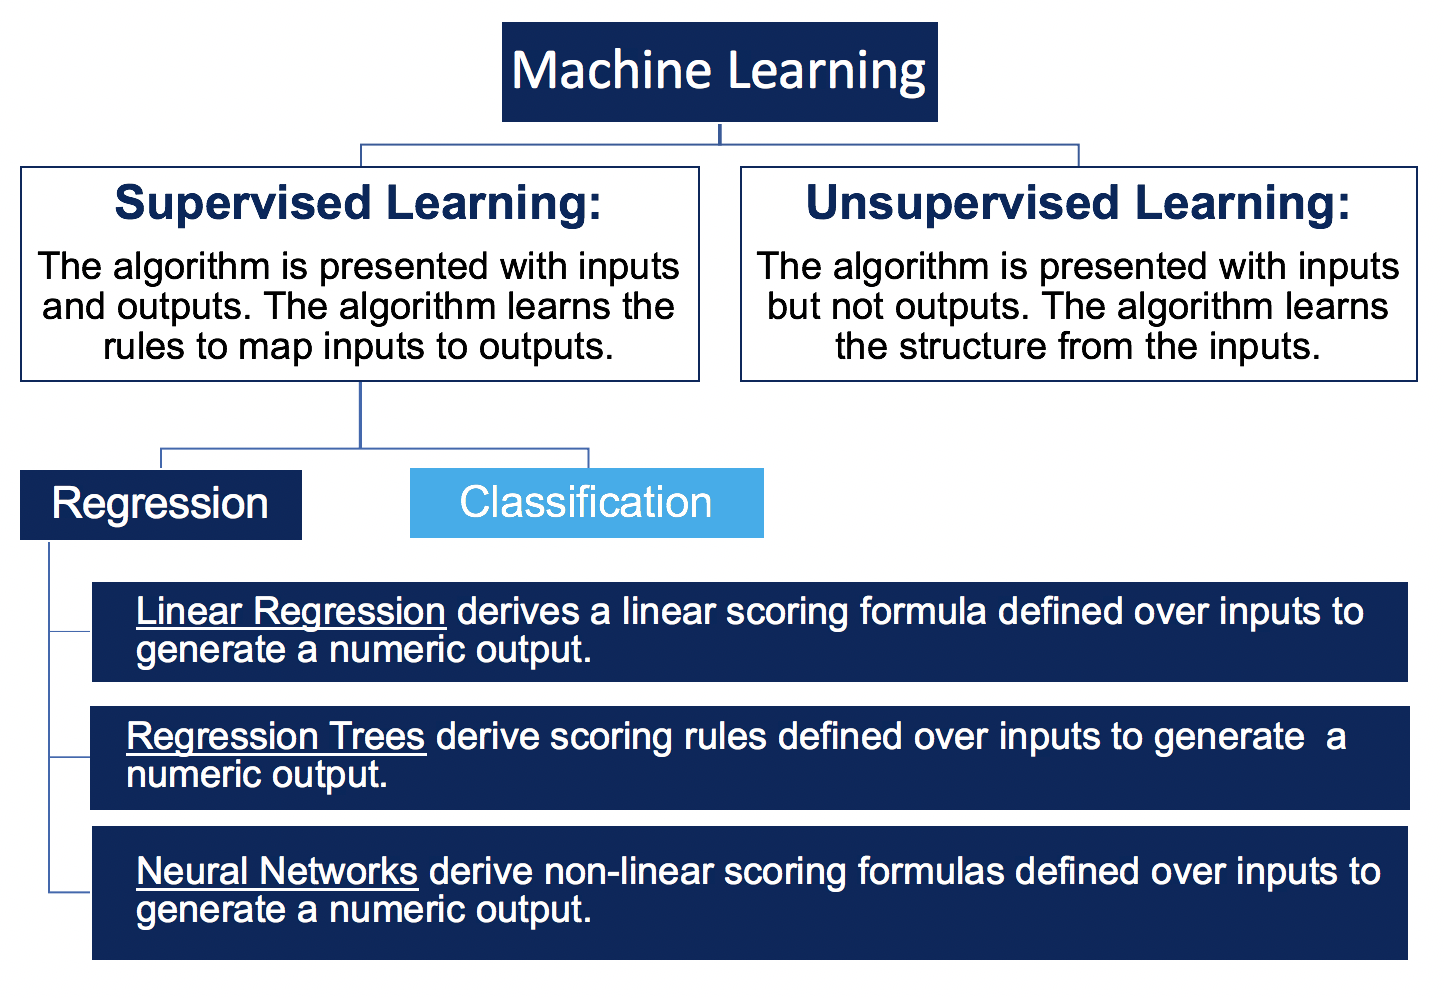 Machine Learning
Supervised Learning:
The algorithm is presented with inputs
and outputs. The algorithm learns the
rules to map inputs to outputs.
Unsupervised Learning:
The algorithm is presented with inputs
but not outputs. The algorithm learns
the structure from the inputs.
Regression
Classification
Linear Regression derives a linear scoring formula defined over inputs to
generate a numeric output.
Regression Trees derive scoring rules defined over inputs to generate  a
numeric output.
Neural Networks derive non-linear scoring formulas defined over inputs to
generate a numeric output.